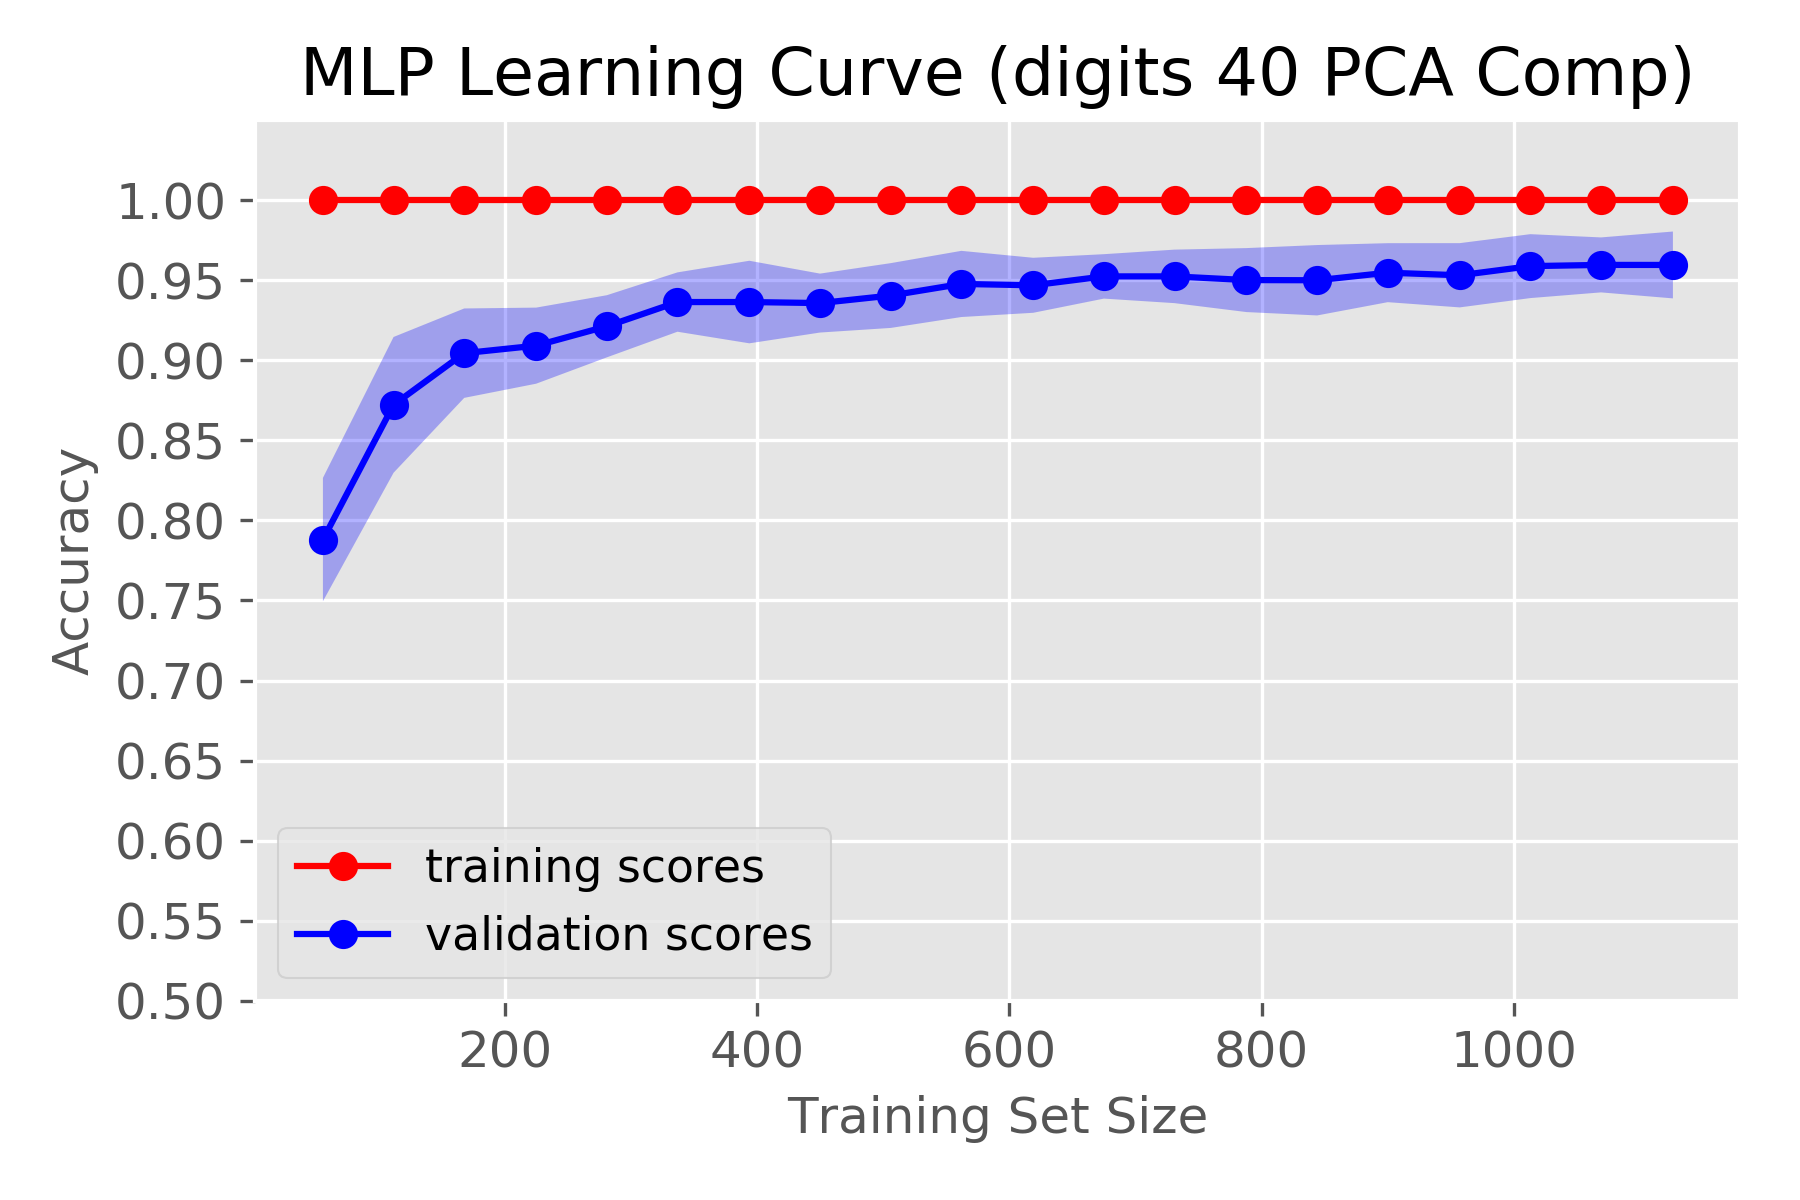 MLP Learning Curve (digits 40 PCA Comp)
Accuracy
1.00
0.95
0.90
0.85
0.80
0.75
0.70
0.65
0.60
0.55
0.50
training scores
validation scores
200 400 600 800 1000
Training Set Size